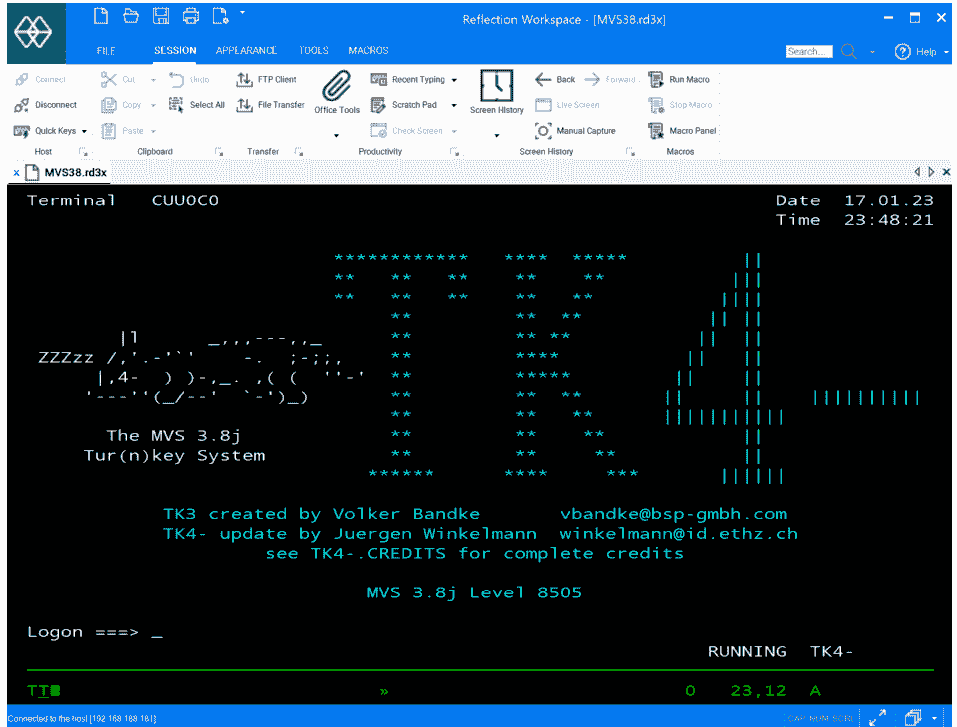 Reflection Workspace - [MVS38.rd3x]
FILE SESSION APPEARANCE TOOLS MACROS
Search... Help
Connect Cut Undo FTP Client Recent Typing Back Forward Run Macro
Disconnect Copy Select All File Transfer Office Tools Scratch Pad Screen History Live Screen Stop Macro
Quick Keys Paste Check Screen Manual Capture Macro Panel
Host Clipboard Transfer Productivity Screen History Macros
MVS38.rd3x
Terminal CUU0C0 Date 17.01.23
Time 23:48:21
TK4-
ZZZzz
The MVS 3.8j
Tur(n)key System
TK3 created by Volker Bandke vbandke@bsp-gmbh.com
TK4- update by Juergen Winkelmann winkelmann@id.ethz.ch
see TK4-.CREDITS for complete credits
MVS 3.8j Level 8505
Logon ===> _
RUNNING TK4-
» 0 23,12 A
Connected to the host [192.168.168.161]
CAP NUM SCRL